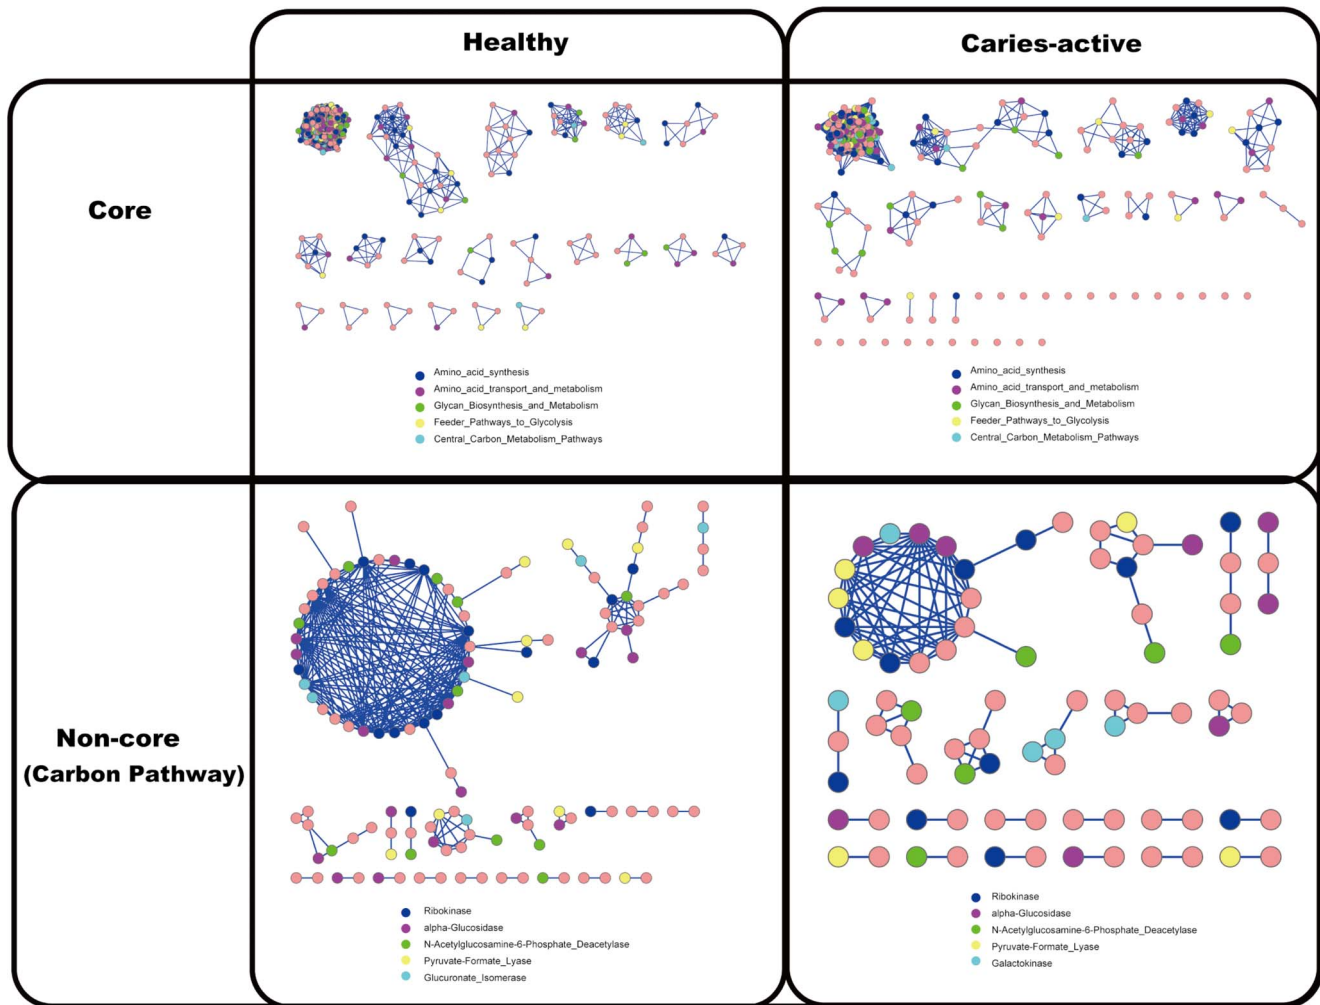 Healthy
Caries-active
Core
Amino_acid_synthesis
Amino_acid_transport_and_metabolism
Glycan_Biosynthesis_and_Metabolism
Feeder_Pathways_to_Glycolysis
Central_Carbon_Metabolism_Pathways
Amino_acid_synthesis
Amino_acid_transport_and_metabolism
Glycan_Biosynthesis_and_Metabolism
Feeder_Pathways_to_Glycolysis
Central_Carbon_Metabolism_Pathways
Non-core
(Carbon Pathway)
Ribokinase
alpha-Glucosidase
N-Acetylglucosamine-6-Phosphate_Deacetylase
Pyruvate-Formate_Lyase
Glucuronate_Isomerase
Ribokinase
alpha-Glucosidase
N-Acetylglucosamine-6-Phosphate_Deacetylase
Pyruvate-Formate_Lyase
Galactokinase